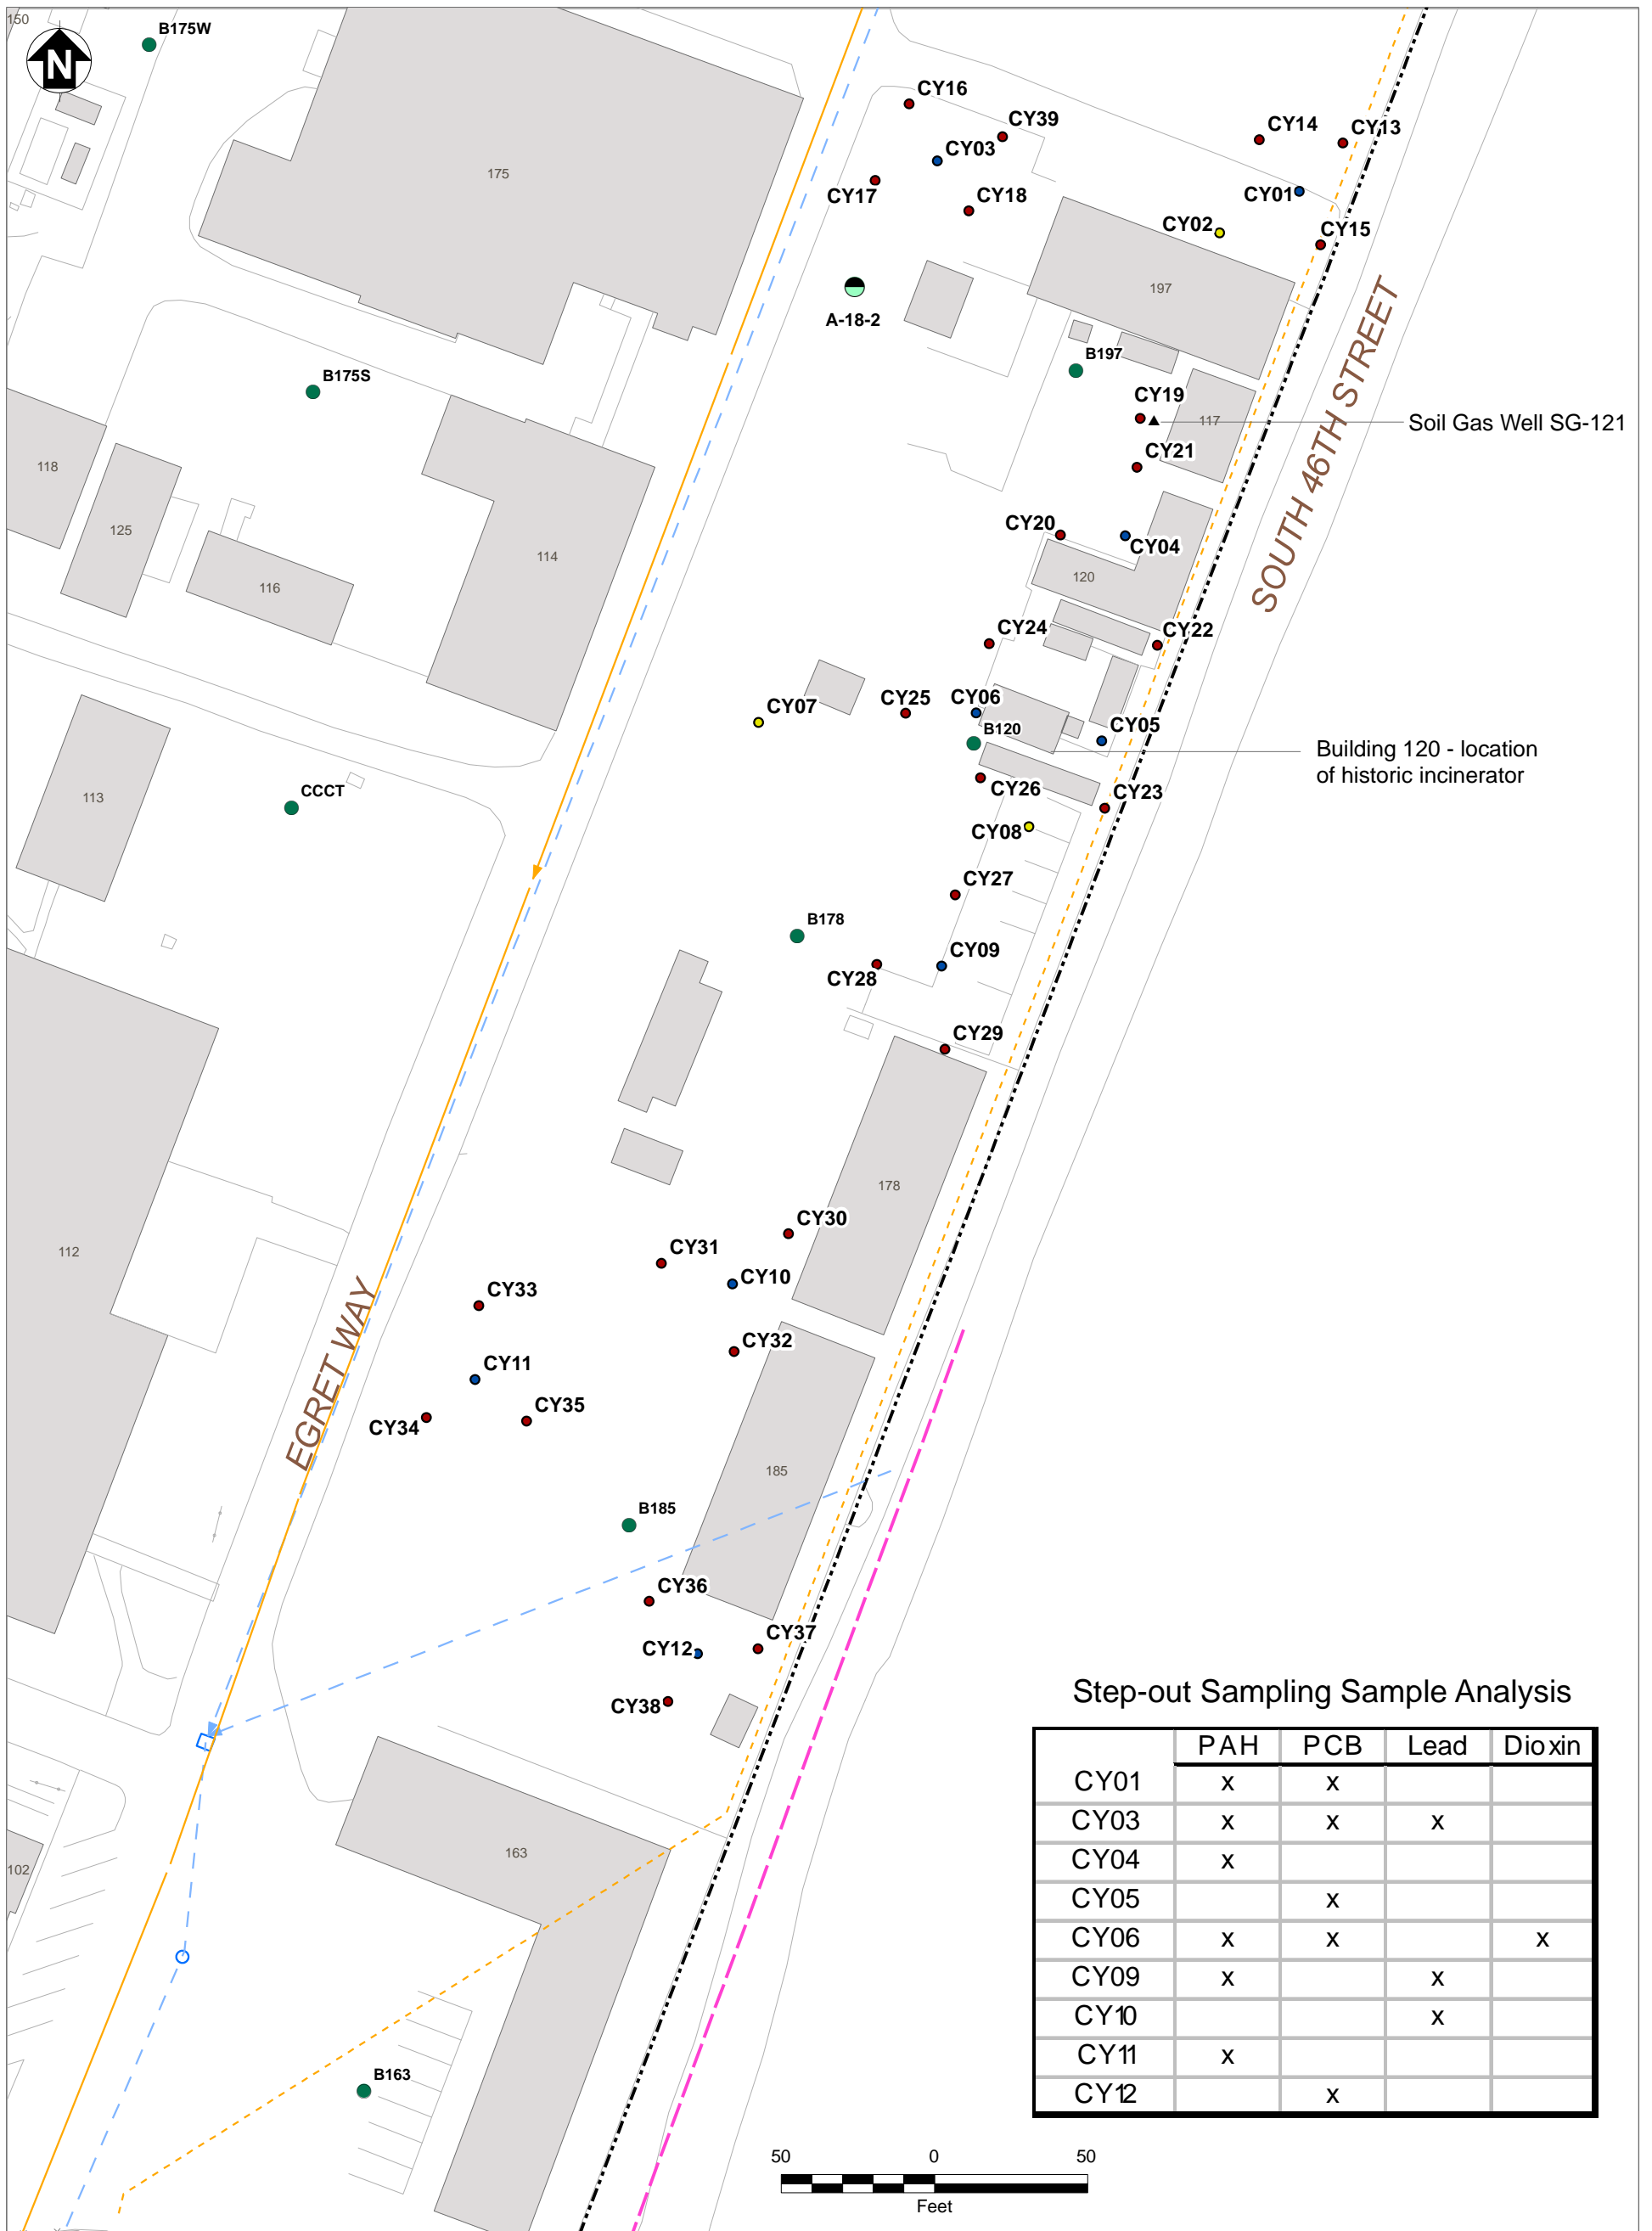 150
B175W
N
CY16
CY39
CY14
CY13
CY03
175
CY17
CY18
CY01
CY02
CY15
197
A-18-2
B175S
B197
CY19
117
Soil Gas Well SG-121
SOUTH 46TH STREET
118
CY21
125
114
CY20
CY04
116
120
CY24
CY22
CY07
CY25
CY06
B120
CY05
Building 120 - location
of historic incinerator
113
CCCT
CY26
CY23
CY08
CY27
B178
CY28
CY09
CY29
178
112
CY30
CY31
CY10
CY33
EGRET WAY
CY32
CY11
CY34
CY35
185
B185
CY36
CY37
CY12
CY38
Step-out Sampling Sample Analysis
PAH PCB Lead Dioxin
CY01 x x
CY03 x x x
CY04 x
CY05 x
CY06 x x x
CY09 x x
CY10 x
CY11 x
CY12 x
163
102
B163
50 0 50
Feet